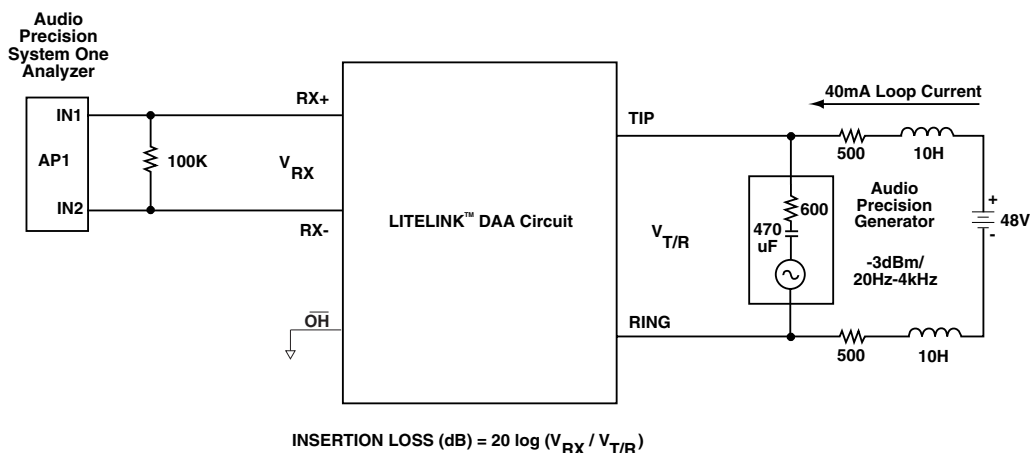 Audio
Precision
System One
Analyzer
IN1
AP1
IN2
100K
RX+
V RX
RX-
OH
LITELINK™ DAA Circuit
TIP
V T/R
RING
40mA Loop Current
500
10H
600
470
uF
Audio
Precision
Generator
-3dBm/
20Hz-4kHz
+
48V
-
500
10H
INSERTION LOSS (dB) = 20 log (V RX / V T/R)